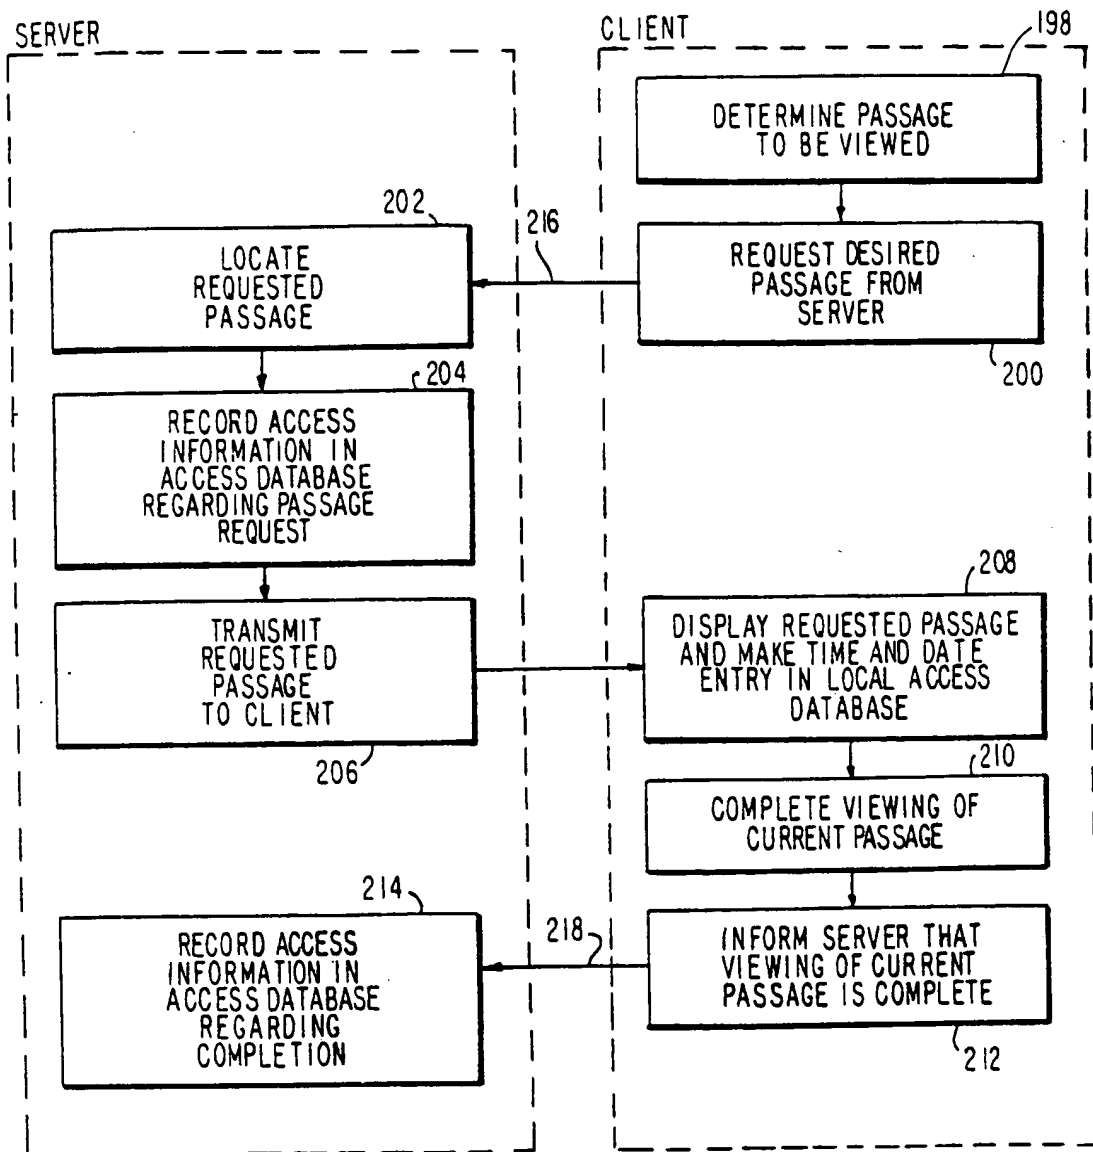 SERVER
CLIENT
198
DETERMINE PASSAGE
TO BE VIEWED
202
216
LOCATE
REQUESTED
PASSAGE
REQUEST DESIRED
PASSAGE FROM
SERVER
200
204
RECORD ACCESS
INFORMATION IN
ACCESS DATABASE
REGARDING PASSAGE
REQUEST
208
TRANSMIT
REQUESTED
PASSAGE
TO CLIENT
206
DISPLAY REQUESTED PASSAGE
AND MAKE TIME AND DATE
ENTRY IN LOCAL ACCESS
DATABASE
210
COMPLETE VIEWING OF
CURRENT PASSAGE
214
218
RECORD ACCESS
INFORMATION IN
ACCESS DATABASE
REGARDING
COMPLETION
INFORM SERVER THAT
VIEWING OF CURRENT
PASSAGE IS COMPLETE
212